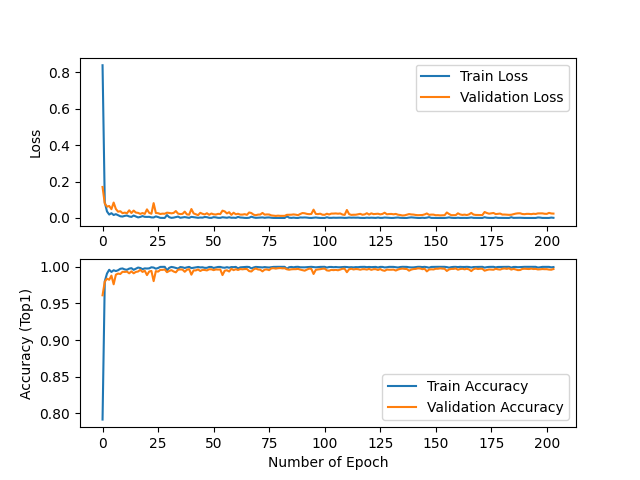 0.8
0.6
0.4
0.2
0.0
Loss
Train Loss
Validation Loss
0 25 50 75 100 125 150 175 200
1.00
0.95
0.90
0.85
0.80
Accuracy (Top1)
Train Accuracy
Validation Accuracy
0 25 50 75 100 125 150 175 200
Number of Epoch